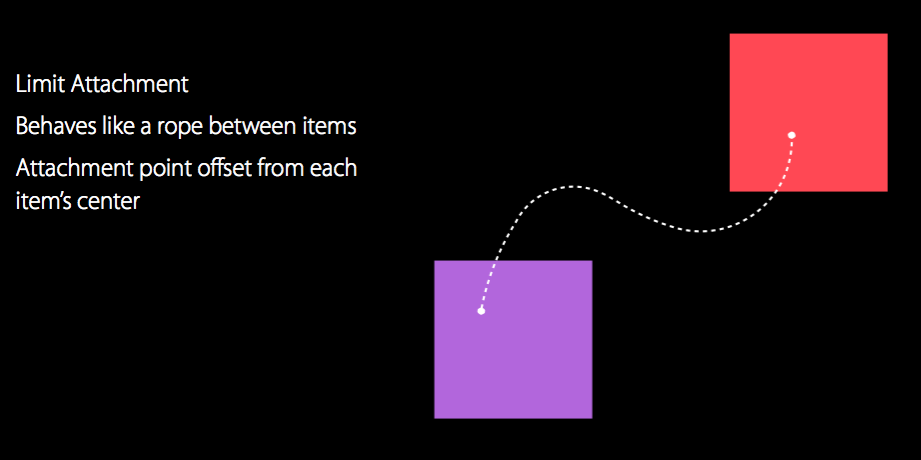 Limit Attachment
Behaves like a rope between items
Attachment point offset from each
item’s center